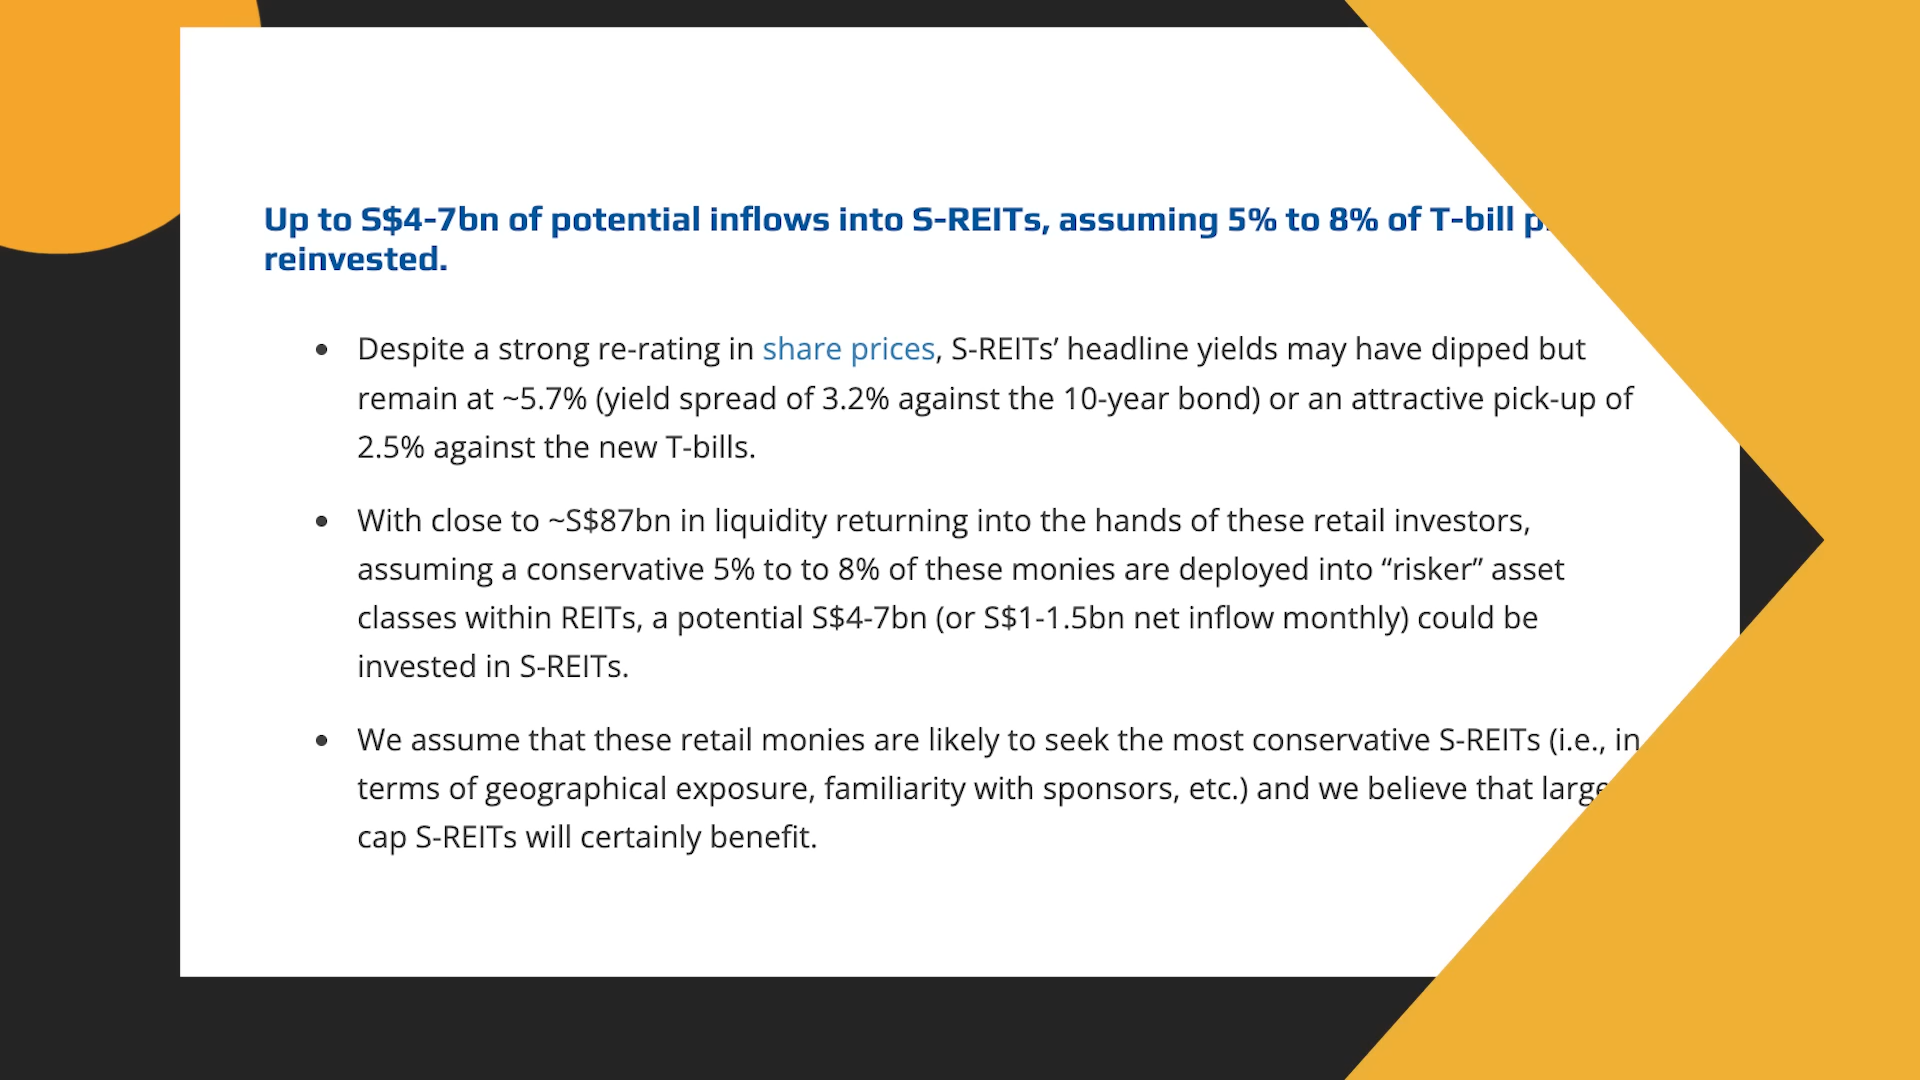 Up to S$4-7bn of potential inflows into S-REITs, assuming 5% to 8% of T-bill
reinvested.
• Despite a strong re-rating in share prices, S-REITs’ headline yields may have dipped but
remain at ~5.7% (yield spread of 3.2% against the 10-year bond) or an attractive pick-up of
2.5% against the new T-bills.
• With close to ~S$87bn in liquidity returning into the hands of these retail investors,
assuming a conservative 5% to to 8% of these monies are deployed into “risker” asset
classes within REITs, a potential S$4-7bn (or S$1-1.5bn net inflow monthly) could be
invested in S-REITs.
• We assume that these retail monies are likely to seek the most conservative S-REITs (i.e., in
terms of geographical exposure, familiarity with sponsors, etc.) and we believe that large
cap S-REITs will certainly benefit.